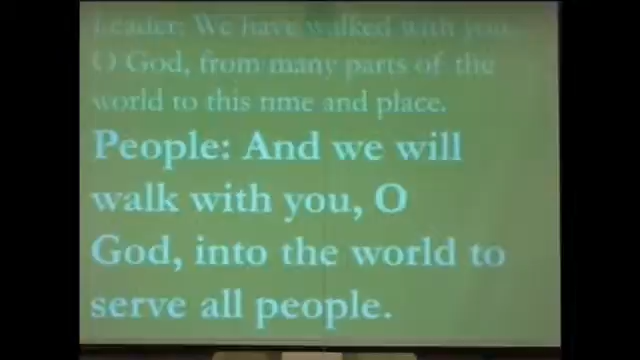 Leader: We have walked with you,
O God, from many parts of the
world to this time and place.
People: And we will
walk with you, O
God, into the world to
serve all people.